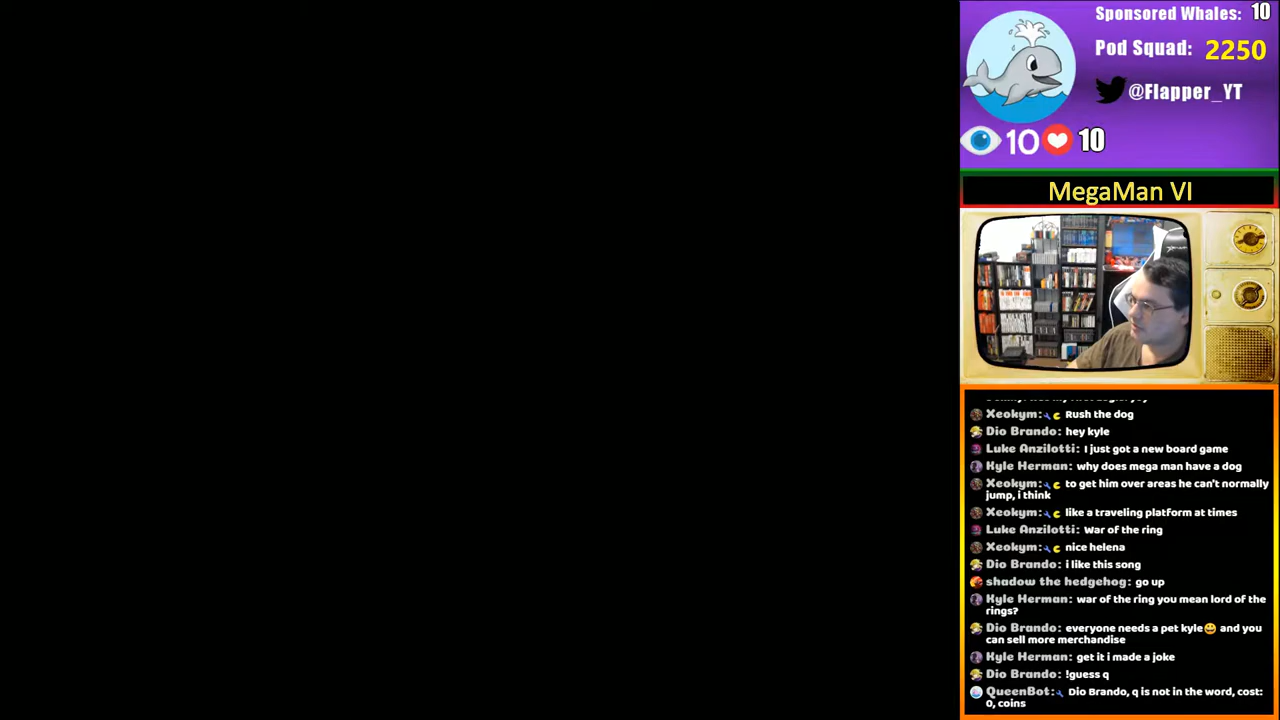 Sponsored Whales: 10
Pod Squad: 2250
@Flapper_YT
10 10
MegaMan VI
Xeokym: Rush the dog
Dio Brando: hey kyle
Luke Anzilotti: I just got a new board game
Kyle Herman: why does mega man have a dog
Xeokym: to get him over areas he can't normally
jump, i think
Xeokym: like a traveling platform at times
Luke Anzilotti: War of the ring
Xeokym: nice helena
Dio Brando: i like this song
shadow the hedgehog: go up
Kyle Herman: war of the ring you mean lord of the
rings?
Dio Brando: everyone needs a pet kyle😃 and you
can sell more merchandise
Kyle Herman: get it i made a joke
Dio Brando: !guess q
QueenBot: Dio Brando, q is not in the word, cost:
0, coins